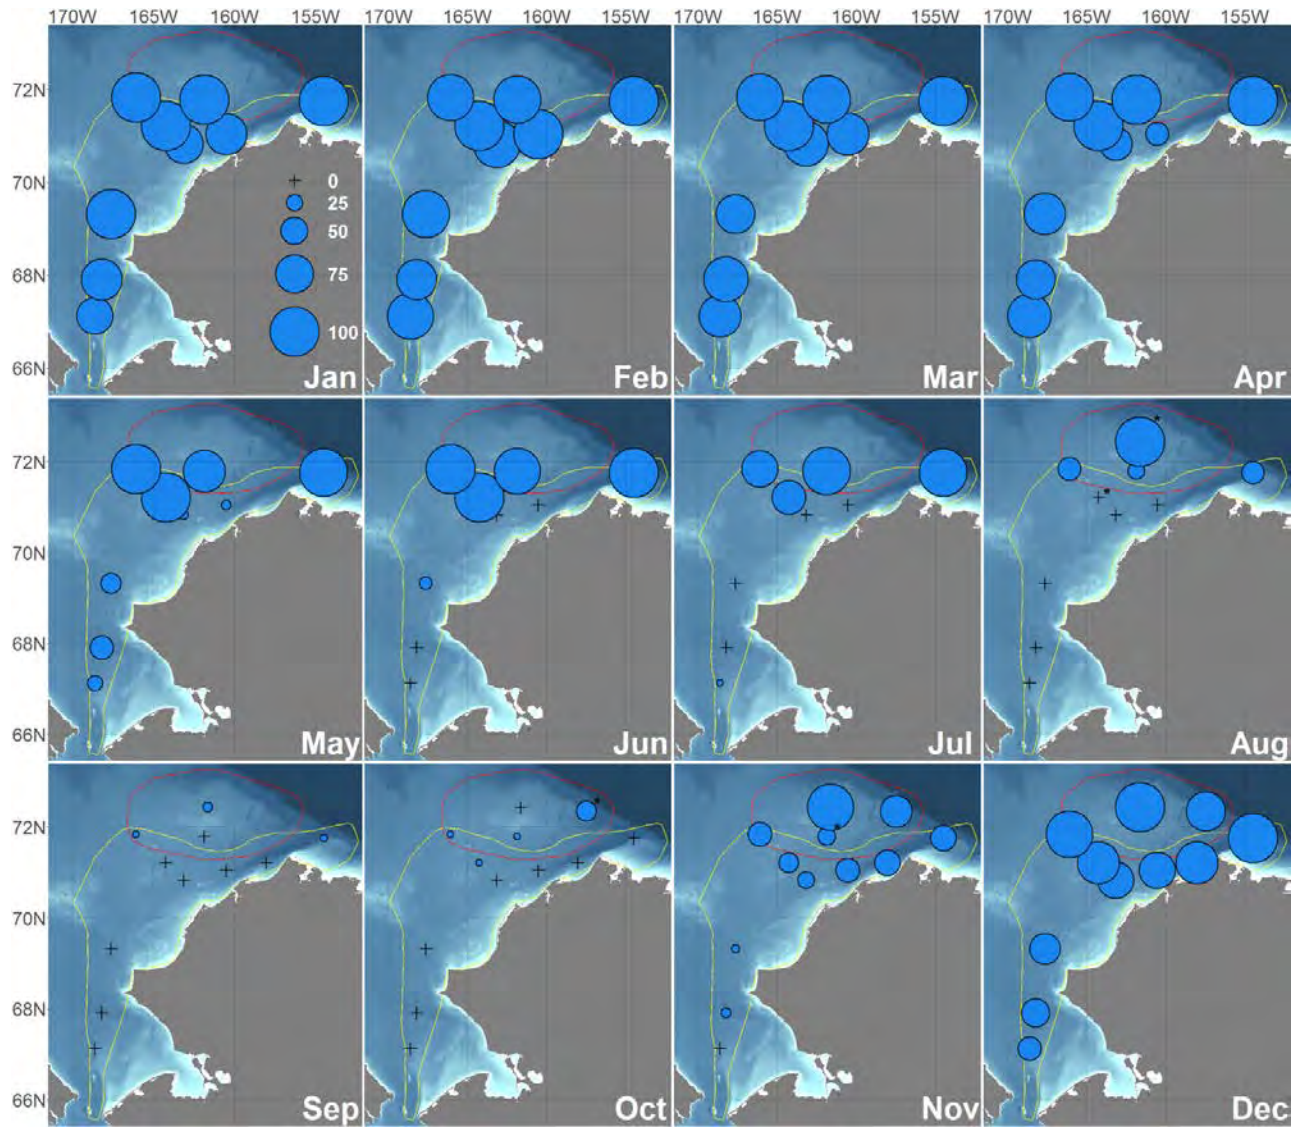 170W 165W 160W 155W 170W 165W 160W 155W 170W 165W 160W 155W 170W 165W 160W 155W
72N
70N
68N
66N
0
25
50
75
100
Jan Feb Mar Apr
72N
70N
68N
66N
May Jun Jul Aug
72N
70N
68N
66N
Sep Oct Nov Dec